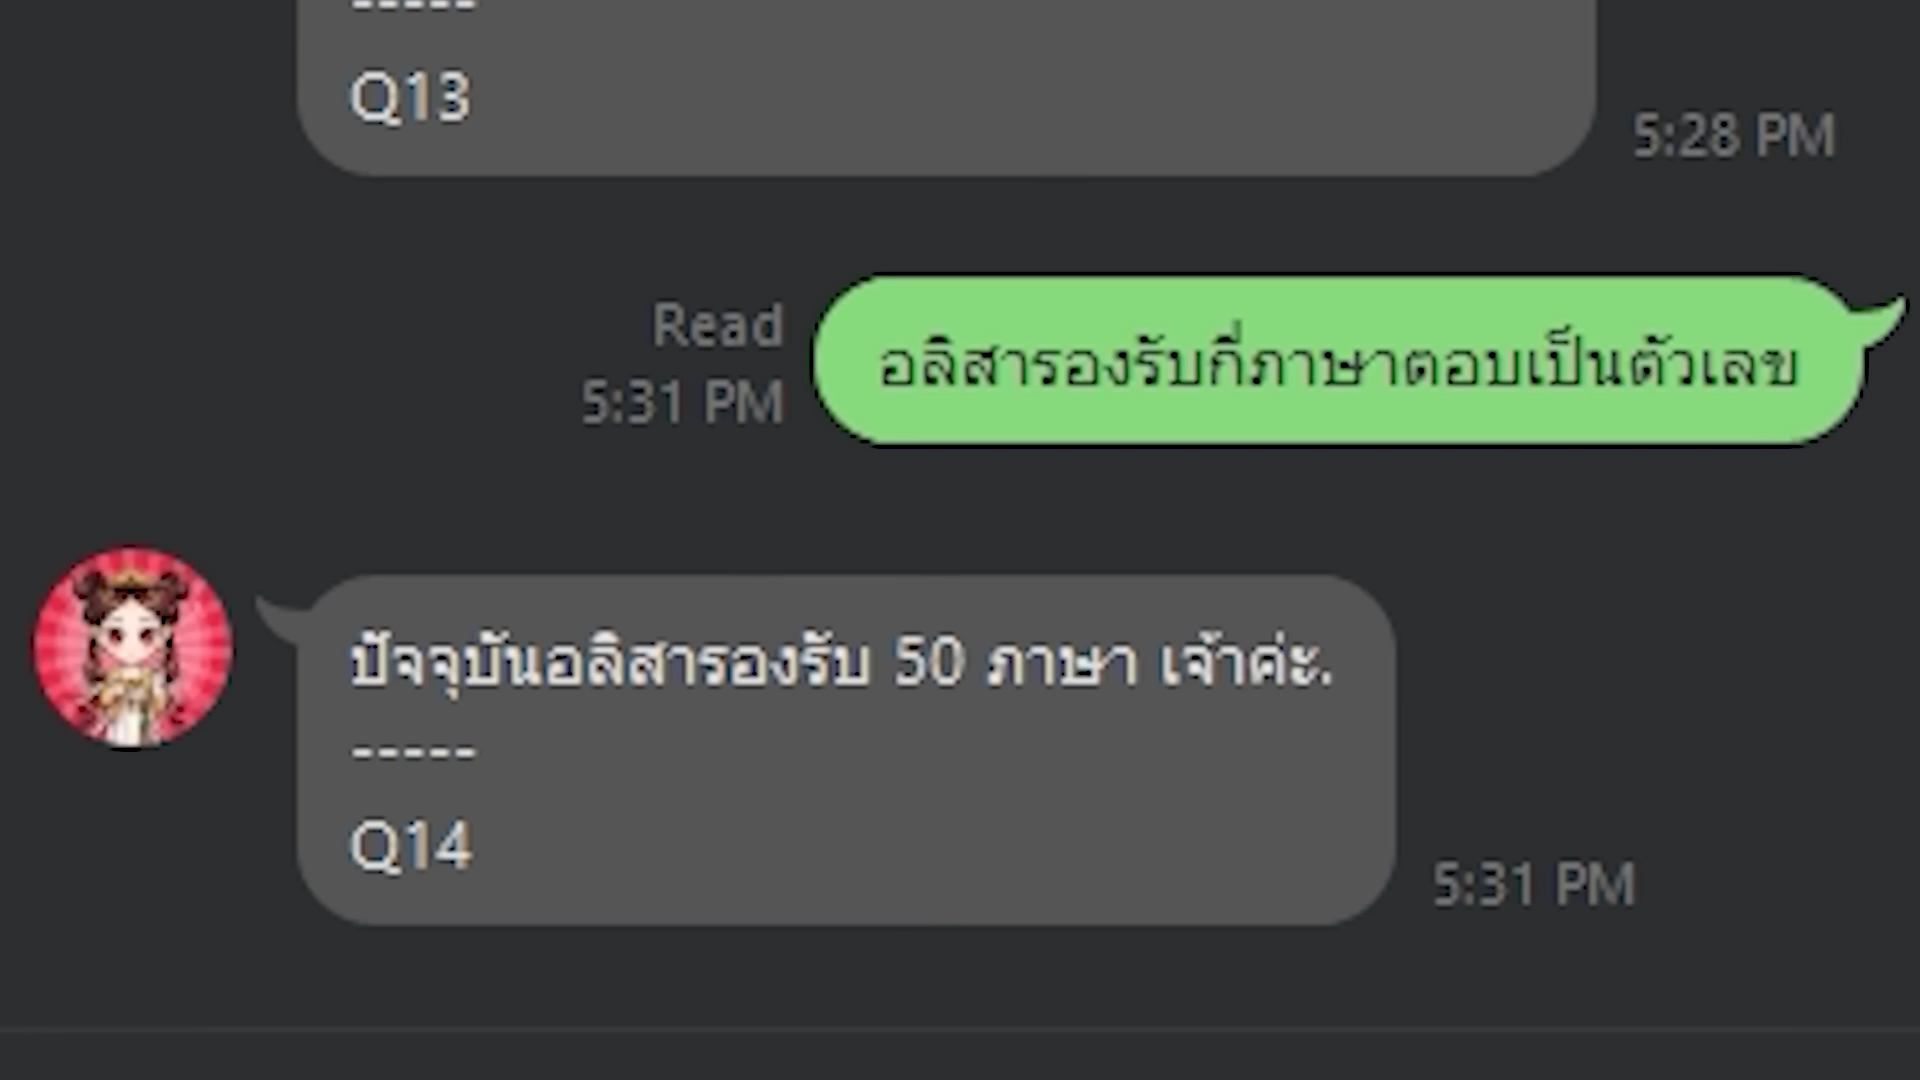 -----
Q13
5:28 PM
Read
5:31 PM
อลิสารองรับกี่ภาษาตอบเป็นตัวเลข
ปัจจุบันอลิสารองรับ 50 ภาษา เจ้าค่ะ.
-----
Q14
5:31 PM